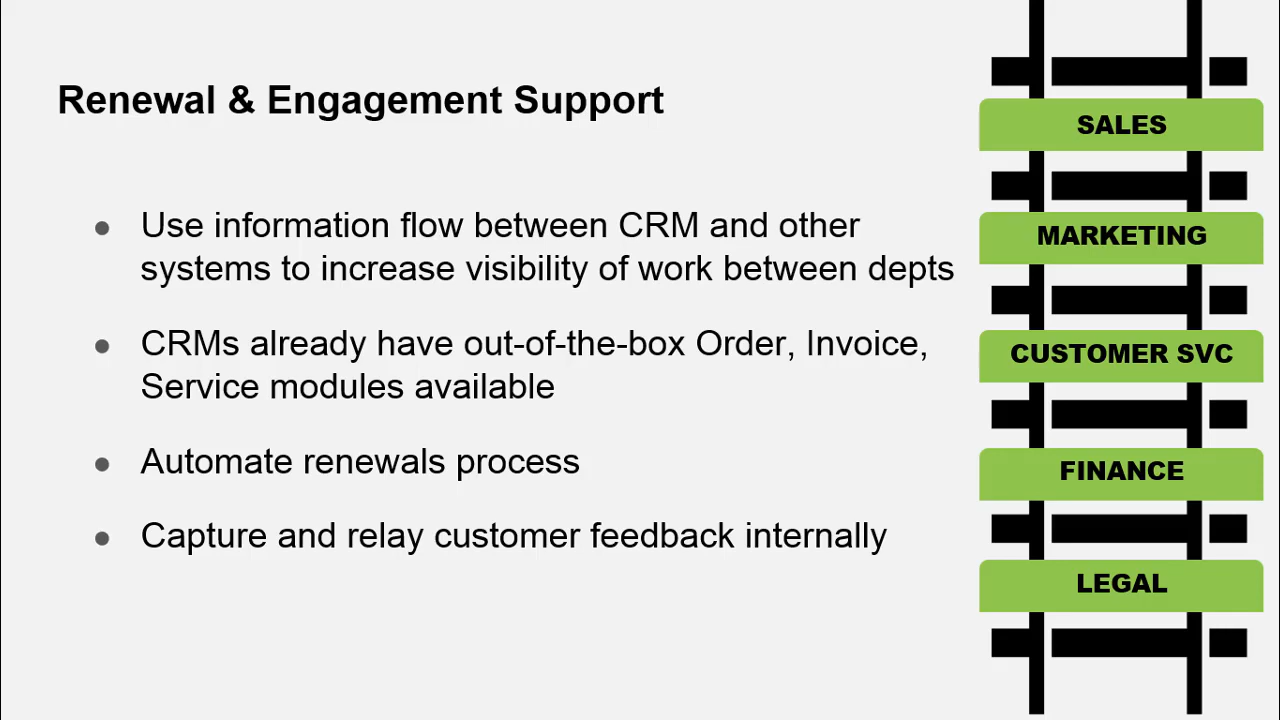 Renewal & Engagement Support
Use information flow between CRM and other
systems to increase visibility of work between depts
CRMs already have out-of-the-box Order, Invoice,
Service modules available
Automate renewals process
Capture and relay customer feedback internally
SALES
MARKETING
CUSTOMER SVC
FINANCE
LEGAL